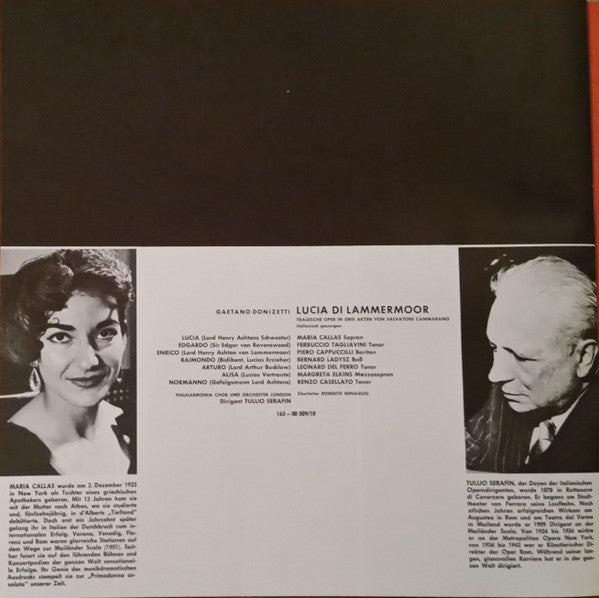 GAETANO DONIZETTI LUCIA DI LAMMERMOOR
TRAGISCHE OPER IN DREI AKTEN VON SALVATORE CAMMARANO
Italienisch gesungen
LUCIA (Lord Henry Ashtons Schwester) MARIA CALLAS Sopran
EDGARDO (Sir Edgar von Ravenswood) FERRUCCIO TAGLIAVINI Tenor
ENRICO (Lord Henry Ashton von Lammermoor) PIERO CAPPUCCILLI Bariton
RAIMONDO (Bidibent, Lucias Erzieher) BERNARD LADYSZ Baß
ARTURO (Lord Arthur Bucklaw) LEONARD DEL FERRO Tenor
ALISA (Lucias Vertraute) MARGRETA ELKINS Mezzosopran
NORMANNO (Gefolgsmann Lord Ashtons) RENZO CASELLATO Tenor
PHILHARMONIA CHOR UND ORCHESTER LONDON Chorleiter ROBERTO BENAGLIO
Dirigent TULLIO SERAFIN
163 – 00 509/10
MARIA CALLAS wurde am 2. Dezember 1923
in New York als Tochter eines griechischen
Apothekers geboren. Mit 13 Jahren kam sie
mit der Mutter nach Athen, wo sie studierte
und, fünfzehnjährig, in d'Alberts „Tiefland"
debütierte. Doch erst ein Jahrzehnt später
gelang ihr in Italien der Durchbruch zum in-
ternationalen Erfolg. Verona, Venedig, Flo-
renz und Rom waren glorreiche Stationen auf
dem Wege zur Mailänder Scala (1951). Seit-
her feiert sie auf den führenden Bühnen und
Konzertpodien der ganzen Welt sensationel-
le Erfolge. Ihr Genie des musikdramatischen
Ausdrucks stempelt sie zur „Primadonna as-
soluta" unserer Zeit.
TULLIO SERAFIN, der Doyen der italienischen
Operndirigenten, wurde 1878 in Rottanova
di Cavarzere geboren. Er begann am Stadt-
theater von Ferrara seine Laufbahn. Nach
etlichen Jahren erfolgreichen Wirkens am
Augusteo in Rom und am Teatro dal Verme
in Mailand wurde er 1909 Dirigent an der
Mailänder Scala. Von 1924 bis 1934 wirkte
er an der Metropolitan Opera New York,
von 1934 bis 1943 war er Künstlerischer Di-
rektor der Oper Rom. Während seiner lan-
gen, glanzvollen Karriere hat er in der gan-
zen Welt dirigiert.